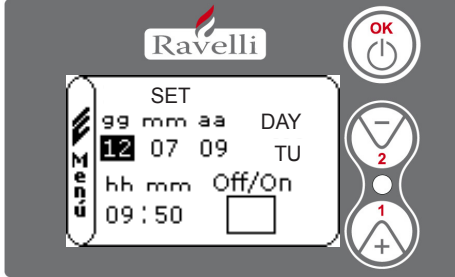 Ravelli
OK
SET
gg mm aa DAY
12 07 09 TU
hh mm Off/On
09:50
Menú
−
2
1
+